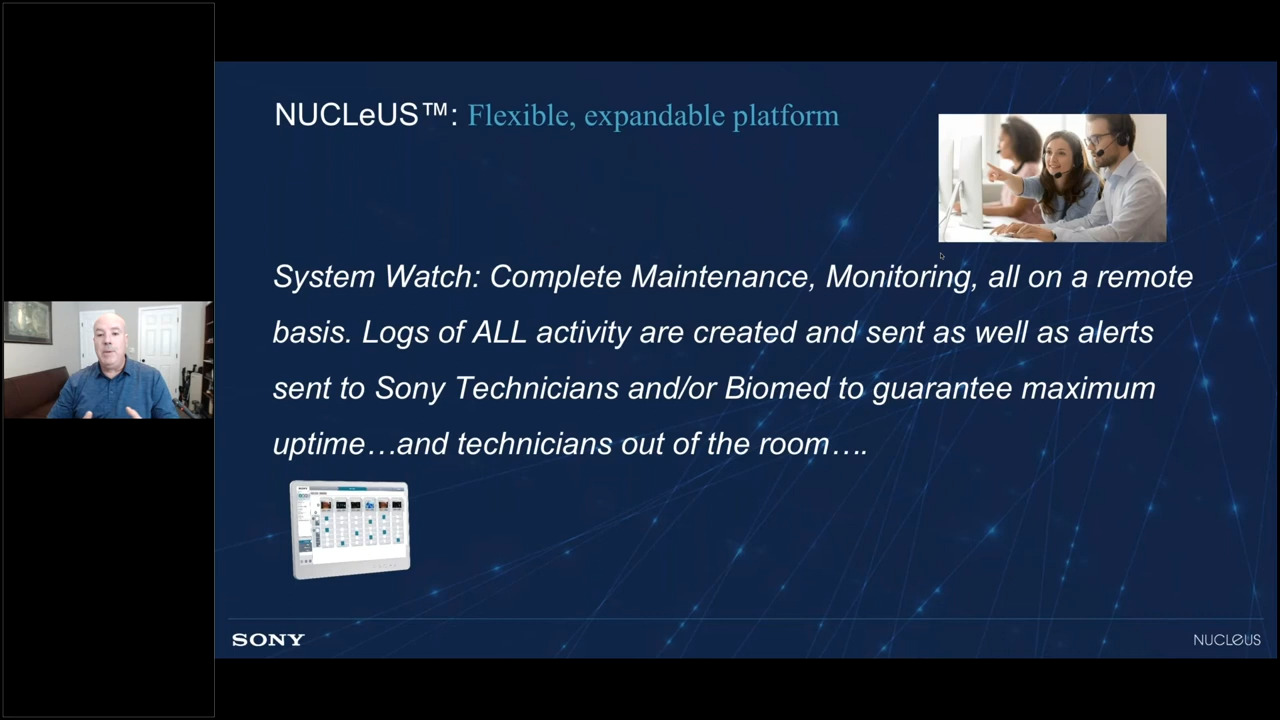 NUCLeUS™: Flexible, expandable platform
System Watch: Complete Maintenance, Monitoring, all on a remote
basis. Logs of ALL activity are created and sent as well as alerts
sent to Sony Technicians and/or Biomed to guarantee maximum
uptime…and technicians out of the room….
SONY
NUCLeUS